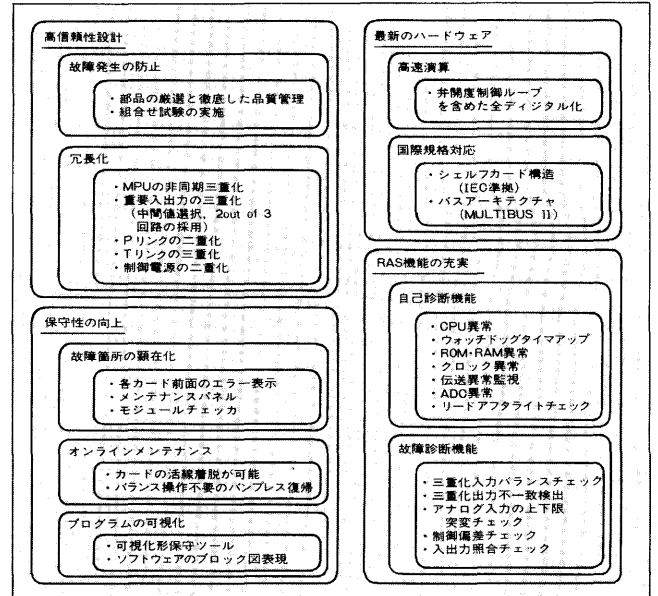 高信頼性設計
故障発生の防止
・部品の厳選と徹底した品質管理
・組合せ試験の実施
冗長化
・MPUの非同期三重化
・重要入出力の三重化
(中間値選択, 2out of 3
回路の採用)
・Pリンクの二重化
・Tリンクの三重化
・制御電源の二重化
保守性の向上
故障箇所の顕在化
・各カード前面のエラー表示
・メンテナンスパネル
・モジュールチェッカ
オンラインメンテナンス
・カードの活線着脱が可能
・バランス操作不要のバンプレス復帰
プログラムの可視化
・可視化形保守ツール
・ソフトウェアのブロック図表現
最新のハードウェア
高速演算
・弁開度制御ループ
を含めた全ディジタル化
国際規格対応
・シェルフカード構造
(IEC準拠)
・バスアーキテクチャ
(MULTIBUS II)
RAS機能の充実
自己診断機能
・CPU異常
・ウォッチドッグタイマアップ
・ROM・RAM異常
・クロック異常
・伝送異常監視
・ADC異常
・リードアフタライトチェック
故障診断機能
・三重化入力バランスチェック
・三重化出力不一致検出
・アナログ入力の上下限
突変チェック
・制御偏差チェック
・入出力照合チェック